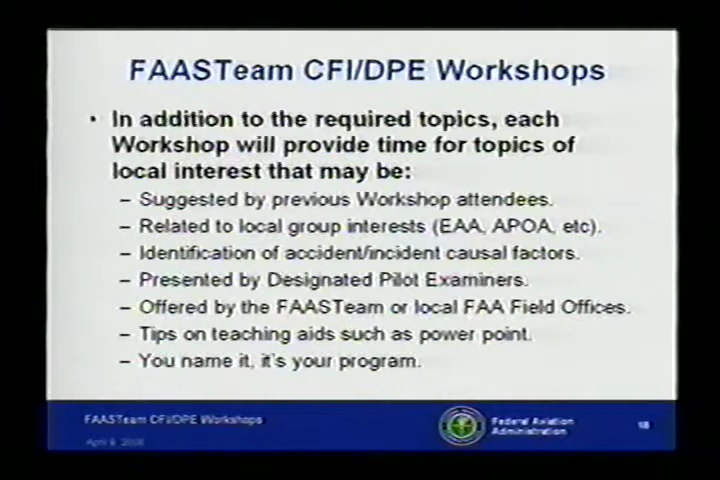 FAASTeam CFI/DPE Workshops
• In addition to the required topics, each
Workshop will provide time for topics of
local interest that may be:
– Suggested by previous Workshop attendees.
– Related to local group interests (EAA, APOA, etc).
– Identification of accident/incident causal factors.
– Presented by Designated Pilot Examiners.
– Offered by the FAASTeam or local FAA Field Offices.
– Tips on teaching aids such as power point.
– You name it, it's your program.
FAASTeam CFI/DPE Workshops
Federal Aviation
Administration
April